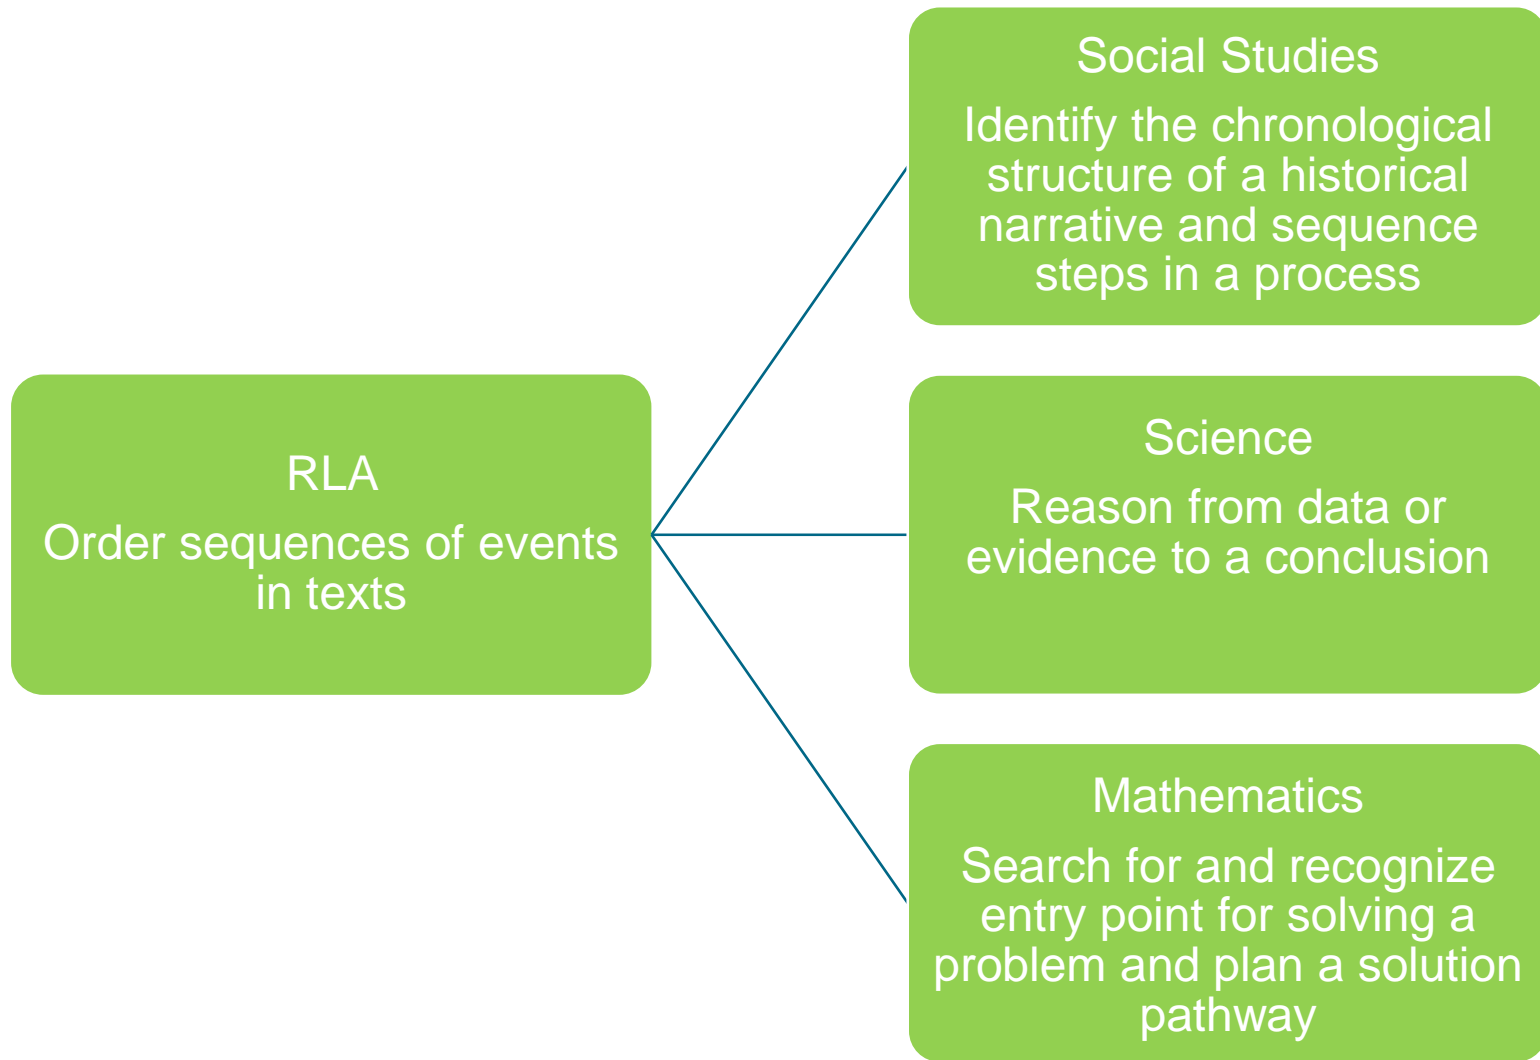 RLA
Order sequences of events
in texts
Social Studies
Identify the chronological
structure of a historical
narrative and sequence
steps in a process
Science
Reason from data or
evidence to a conclusion
Mathematics
Search for and recognize
entry point for solving a
problem and plan a solution
pathway